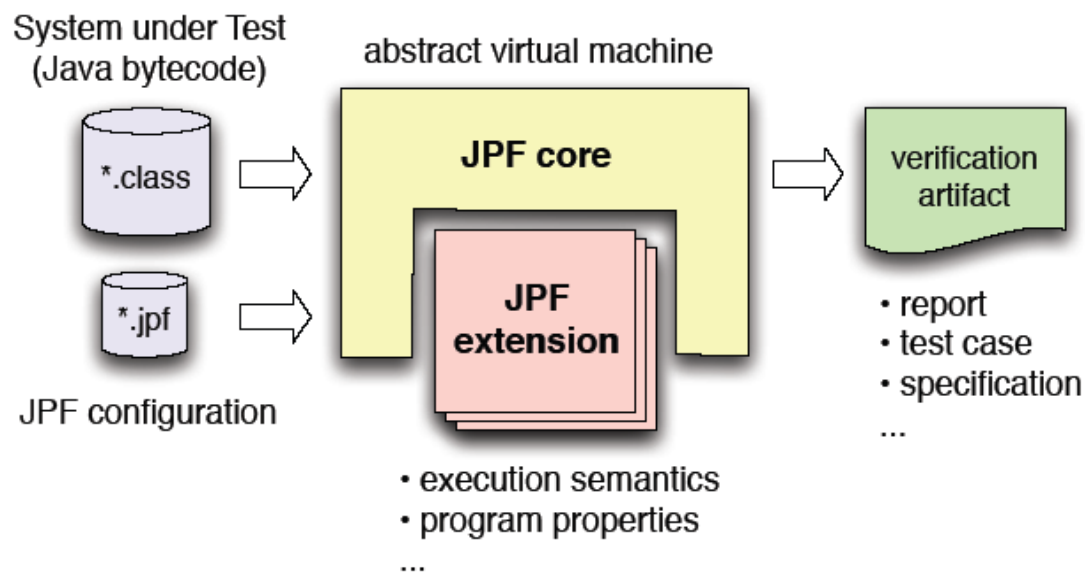 System under Test
(Java bytecode)
*.class
*.jpf
JPF configuration
abstract virtual machine
JPF core
JPF
extension
• execution semantics
• program properties
...
verification
artifact
• report
• test case
• specification
...